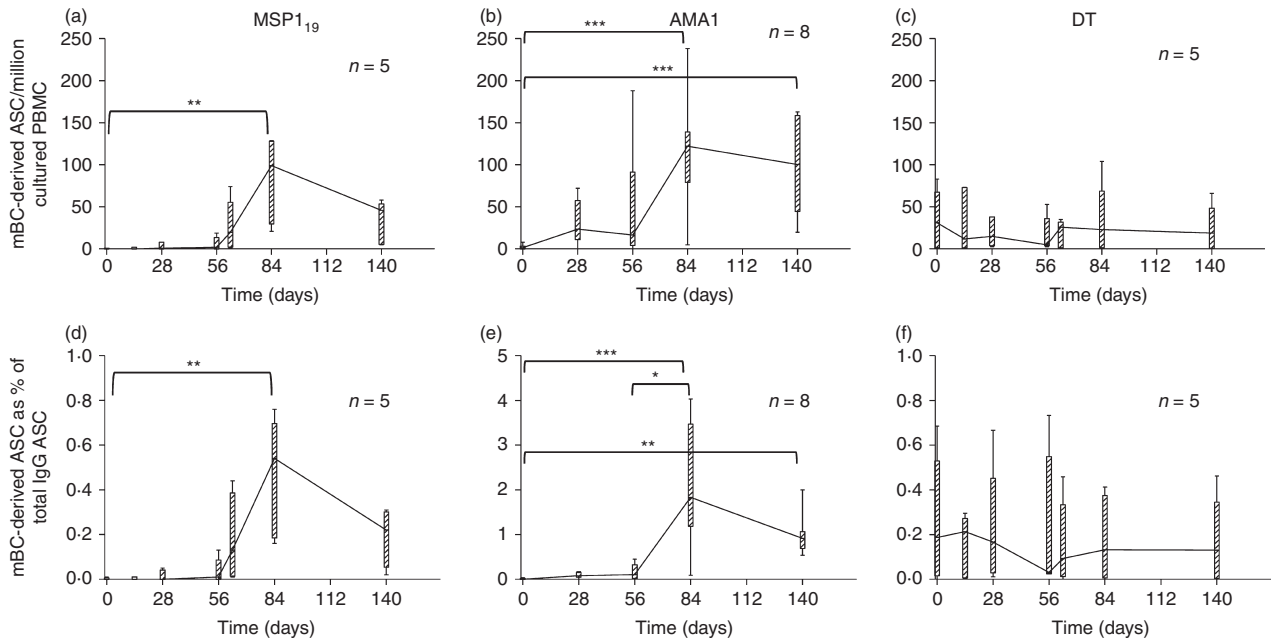 (a) MSP1₁₉
250
200
150
100
50
0
n = 5
**
0 28 56 84 112 140
Time (days)
mBC-derived ASC/million
cultured PBMC
(b) AMA1
250
200
150
100
50
0
n = 8
***
***
0 28 56 84 112 140
Time (days)
(c) DT
250
200
150
100
50
0
n = 5
0 28 56 84 112 140
Time (days)
(d)
1·0
0·8
0·6
0·4
0·2
0·0
n = 5
**
0 28 56 84 112 140
Time (days)
mBC-derived ASC as % of
total IgG ASC
(e)
5
4
3
2
1
0
n = 8
***
*
**
0 28 56 84 112 140
Time (days)
(f)
1·0
0·8
0·6
0·4
0·2
0·0
n = 5
0 28 56 84 112 140
Time (days)